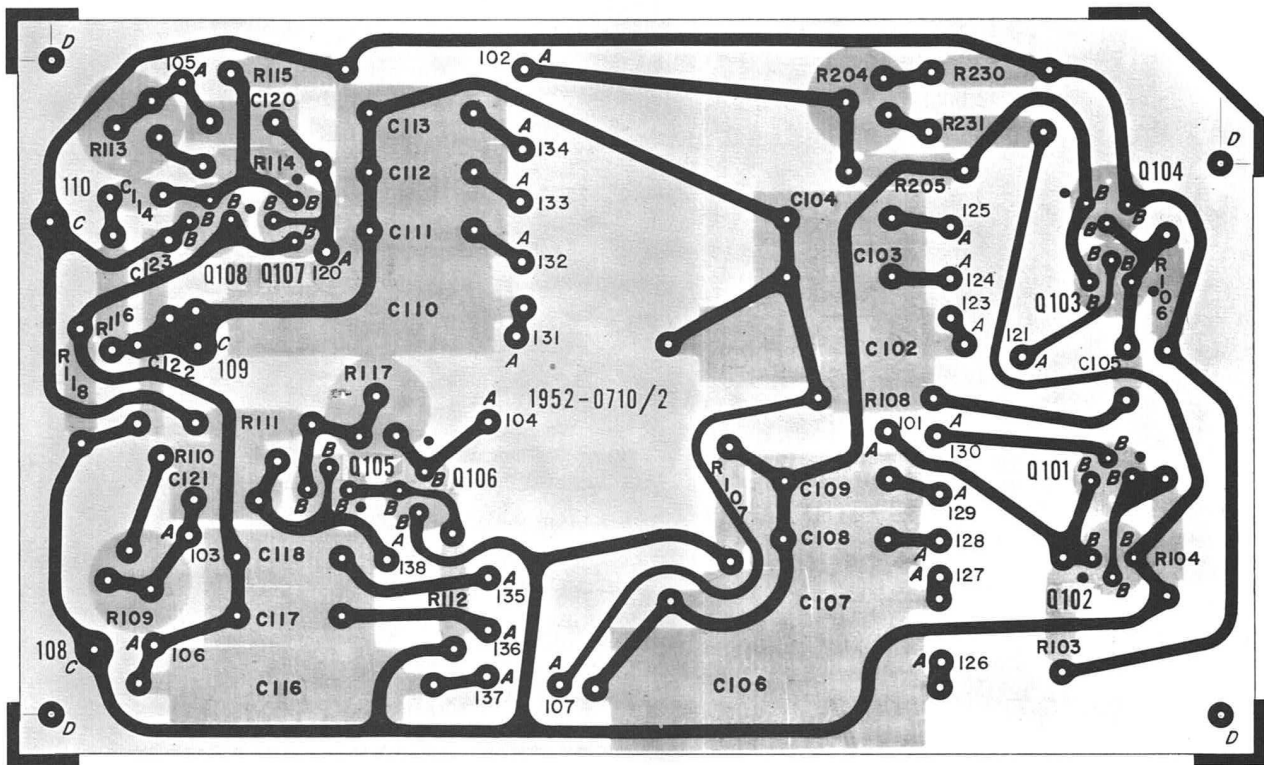 D
105 A
R115
102 A
R204
R230
C120
C113
R231
R113
A
134
R114
C112
R205
Q104
110
C114
B
B
A
133
C104
B
B
125
B
C
B
B
B
C111
A
B
C123
Q108
Q107
120
A
A
132
C103
A
124
B
R106
123
Q103
B
R116
C110
131
A
A
121
A
C122
C
109
C102
C105
R118
R117
1952-0710/2
R108
R111
A
104
101
A
A
130
R110
Q105
B
B
Q106
Q101
B
B
C121
B
B
B
R107
C109
A
129
A
103
C118
A
138
C108
A
128
B
B
R104
R109
R112
A
135
A
127
B
Q102
C117
C107
108
C
A
106
A
136
R103
C116
A
137
A
107
C106
A
126
D
D
D